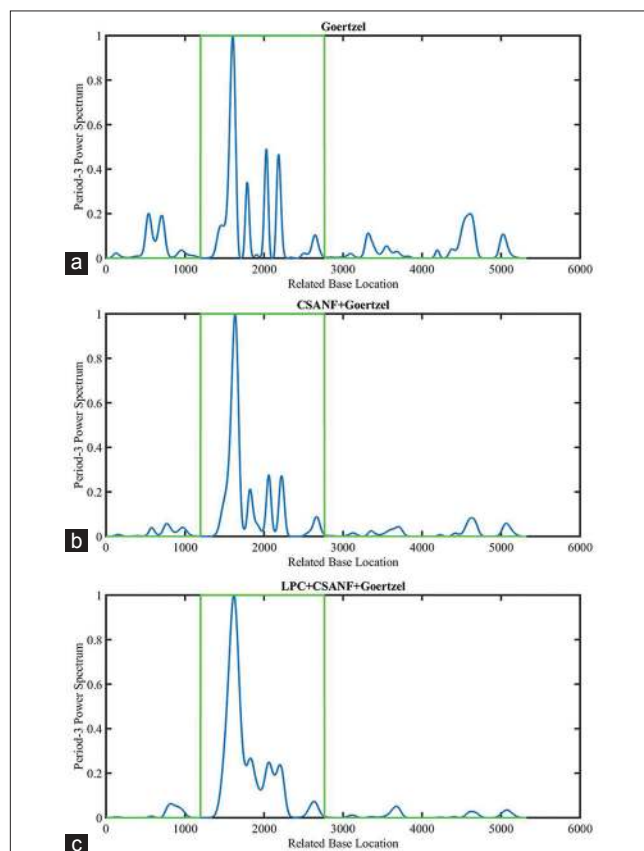 Goertzel
1
0.8
0.6
0.4
0.2
0
Period-3 Power Spectrum
0 1000 2000 3000 4000 5000 6000
Related Base Location
a
CSANF+Goertzel
1
0.8
0.6
0.4
0.2
0
Period-3 Power Spectrum
0 1000 2000 3000 4000 5000 6000
Related Base Location
b
LPC+CSANF+Goertzel
1
0.8
0.6
0.4
0.2
0
Period-3 Power Spectrum
0 1000 2000 3000 4000 5000 6000
Related Base Location
c